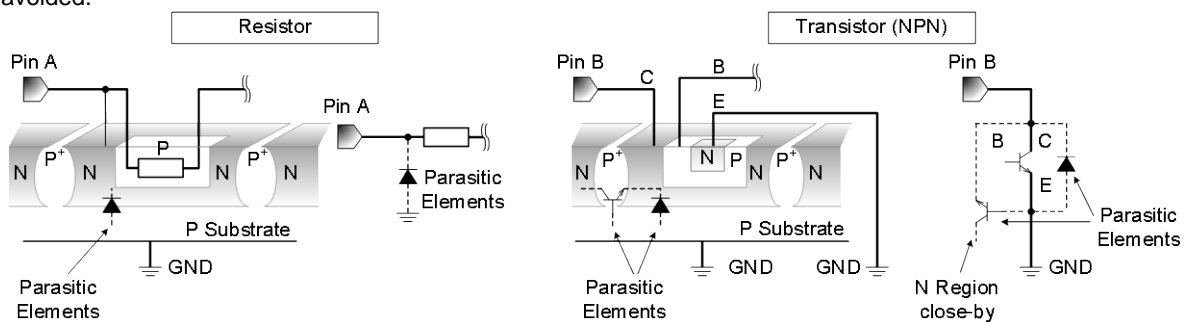 avoided.
Resistor
Transistor (NPN)
Pin A
Pin A
N
P+
N
P
N
P+
N
Parasitic
Elements
P Substrate
GND
Parasitic
Elements
Pin B
C
B
E
N
P+
N
N
P
N
P+
N
P Substrate
GND
GND
Parasitic
Elements
Pin B
B
C
E
Parasitic
Elements
GND
N Region
close-by